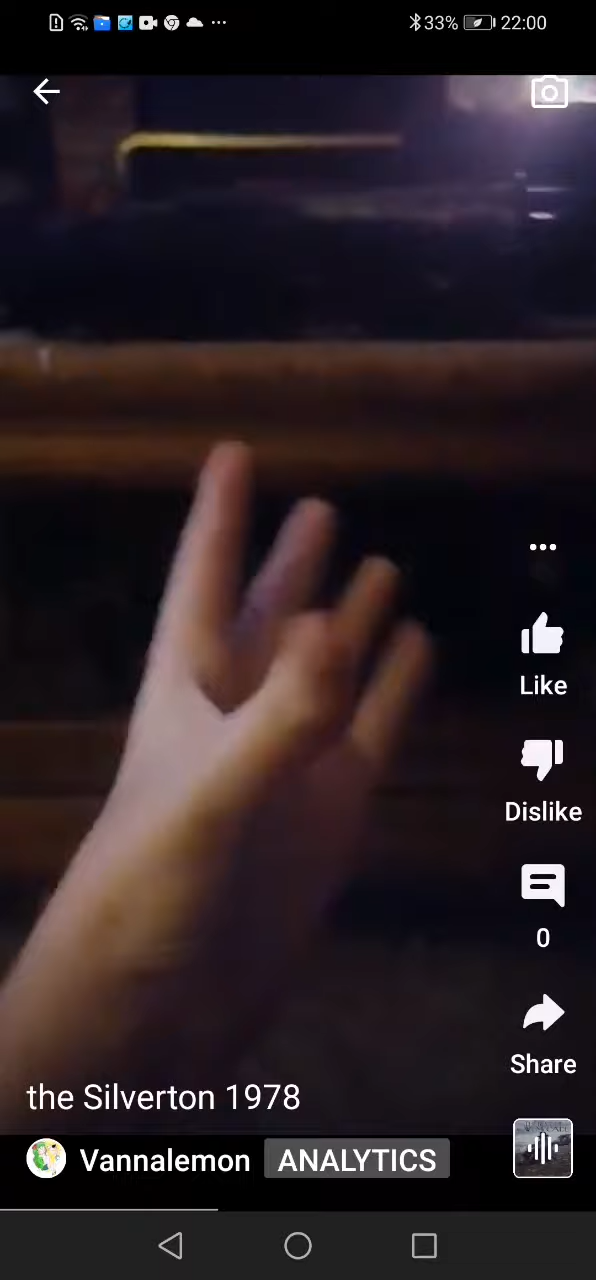 33% 22:00
Like
Dislike
0
Share
the Silverton 1978
Vannalemon ANALYTICS